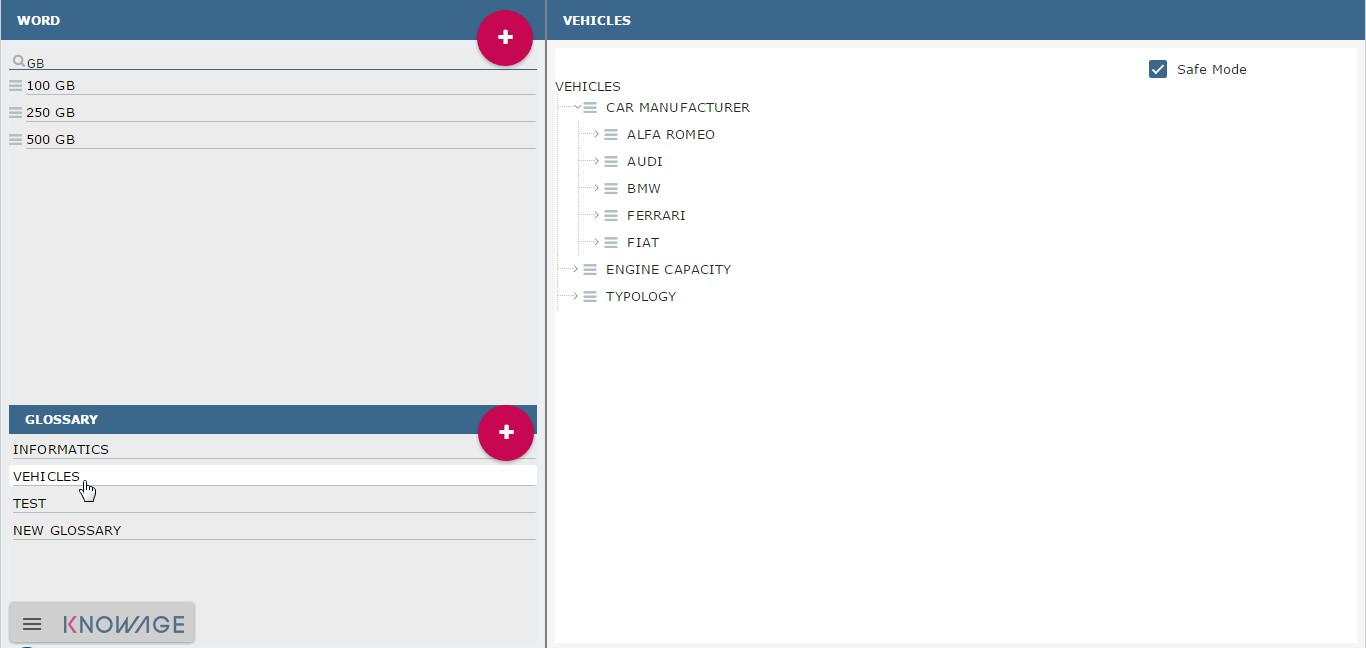 WORD
GB
100 GB
250 GB
500 GB
GLOSSARY
INFORMATICS
VEHICLES
TEST
NEW GLOSSARY
KNOWAGE
VEHICLES
Safe Mode
VEHICLES
CAR MANUFACTURER
ALFA ROMEO
AUDI
BMW
FERRARI
FIAT
ENGINE CAPACITY
TYPOLOGY